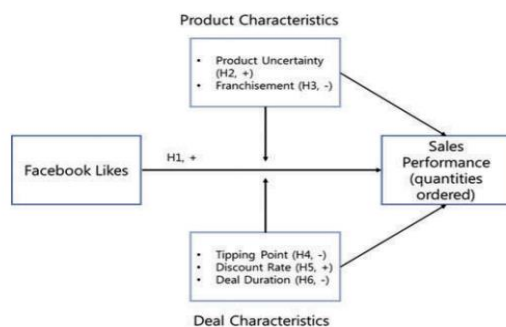 Product Characteristics
• Product Uncertainty
(H2, +)
• Franchisement (H3, -)
H1, +
Facebook Likes
Sales
Performance
(quantities
ordered)
• Tipping Point (H4, -)
• Discount Rate (H5, +)
• Deal Duration (H6, -)
Deal Characteristics